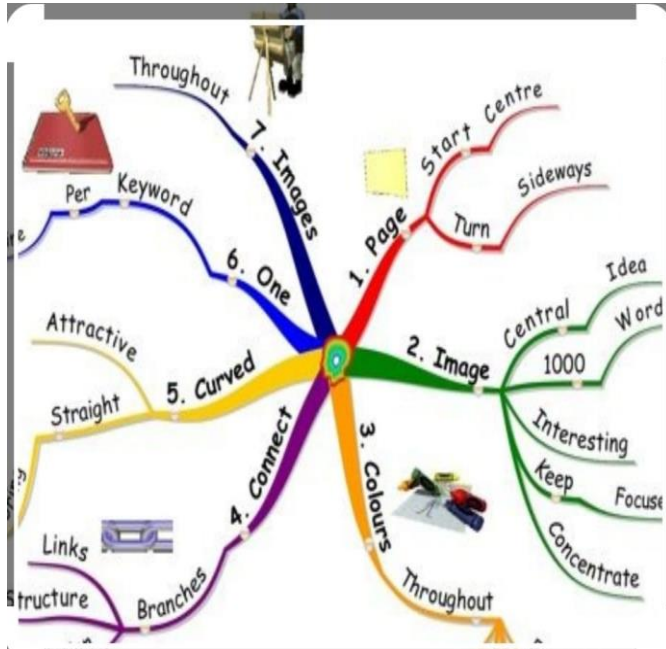 7. Images
Throughout
1. Page
Start
Centre
Turn
Sideways
2. Image
Central
Idea
1000
Word
Interesting
Keep
Focuse
Concentrate
3. Colours
Throughout
4. Connect
Branches
Links
Structure
5. Curved
Attractive
Straight
6. One
Per
Keyword